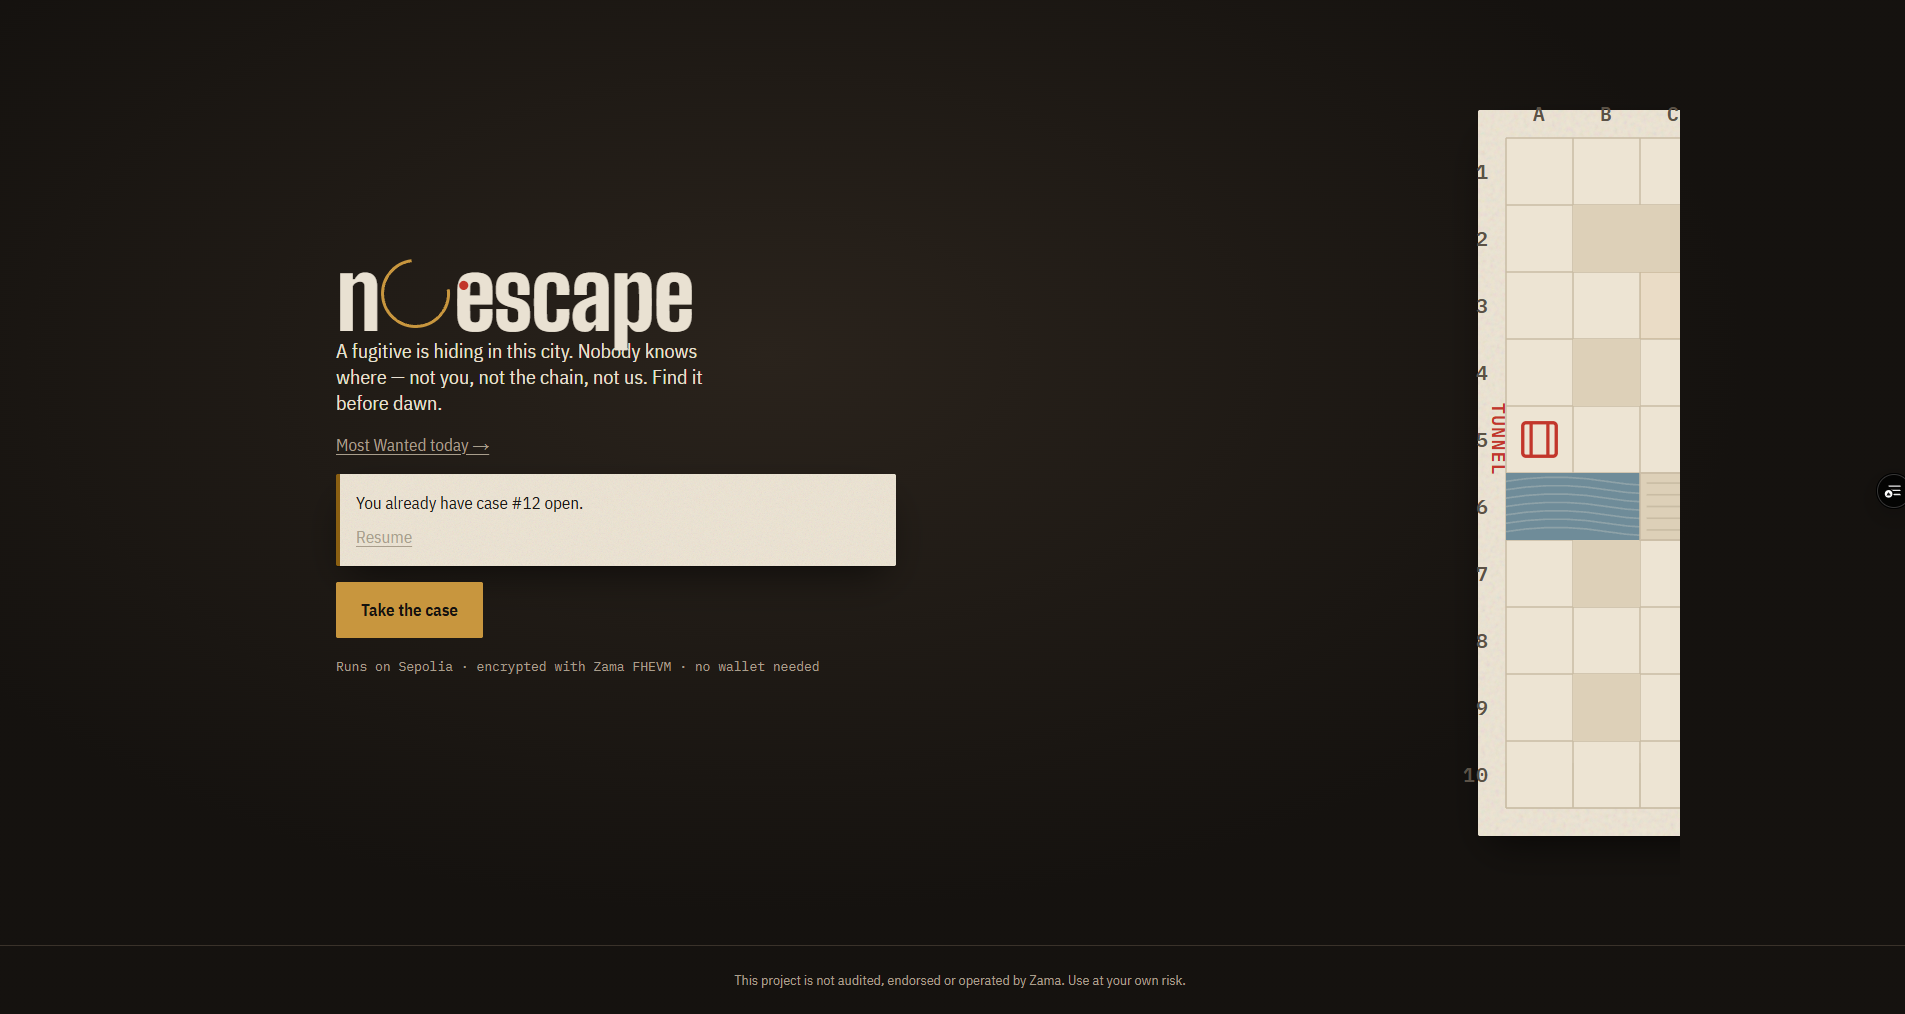 noescape
A fugitive is hiding in this city. Nobody knows
where — not you, not the chain, not us. Find it
before dawn.
Most Wanted today →
You already have case #12 open.
Resume
Take the case
Runs on Sepolia · encrypted with Zama FHEVM · no wallet needed
A B C
1
2
3
4
TUNNEL
5
6
7
8
9
10
This project is not audited, endorsed or operated by Zama. Use at your own risk.